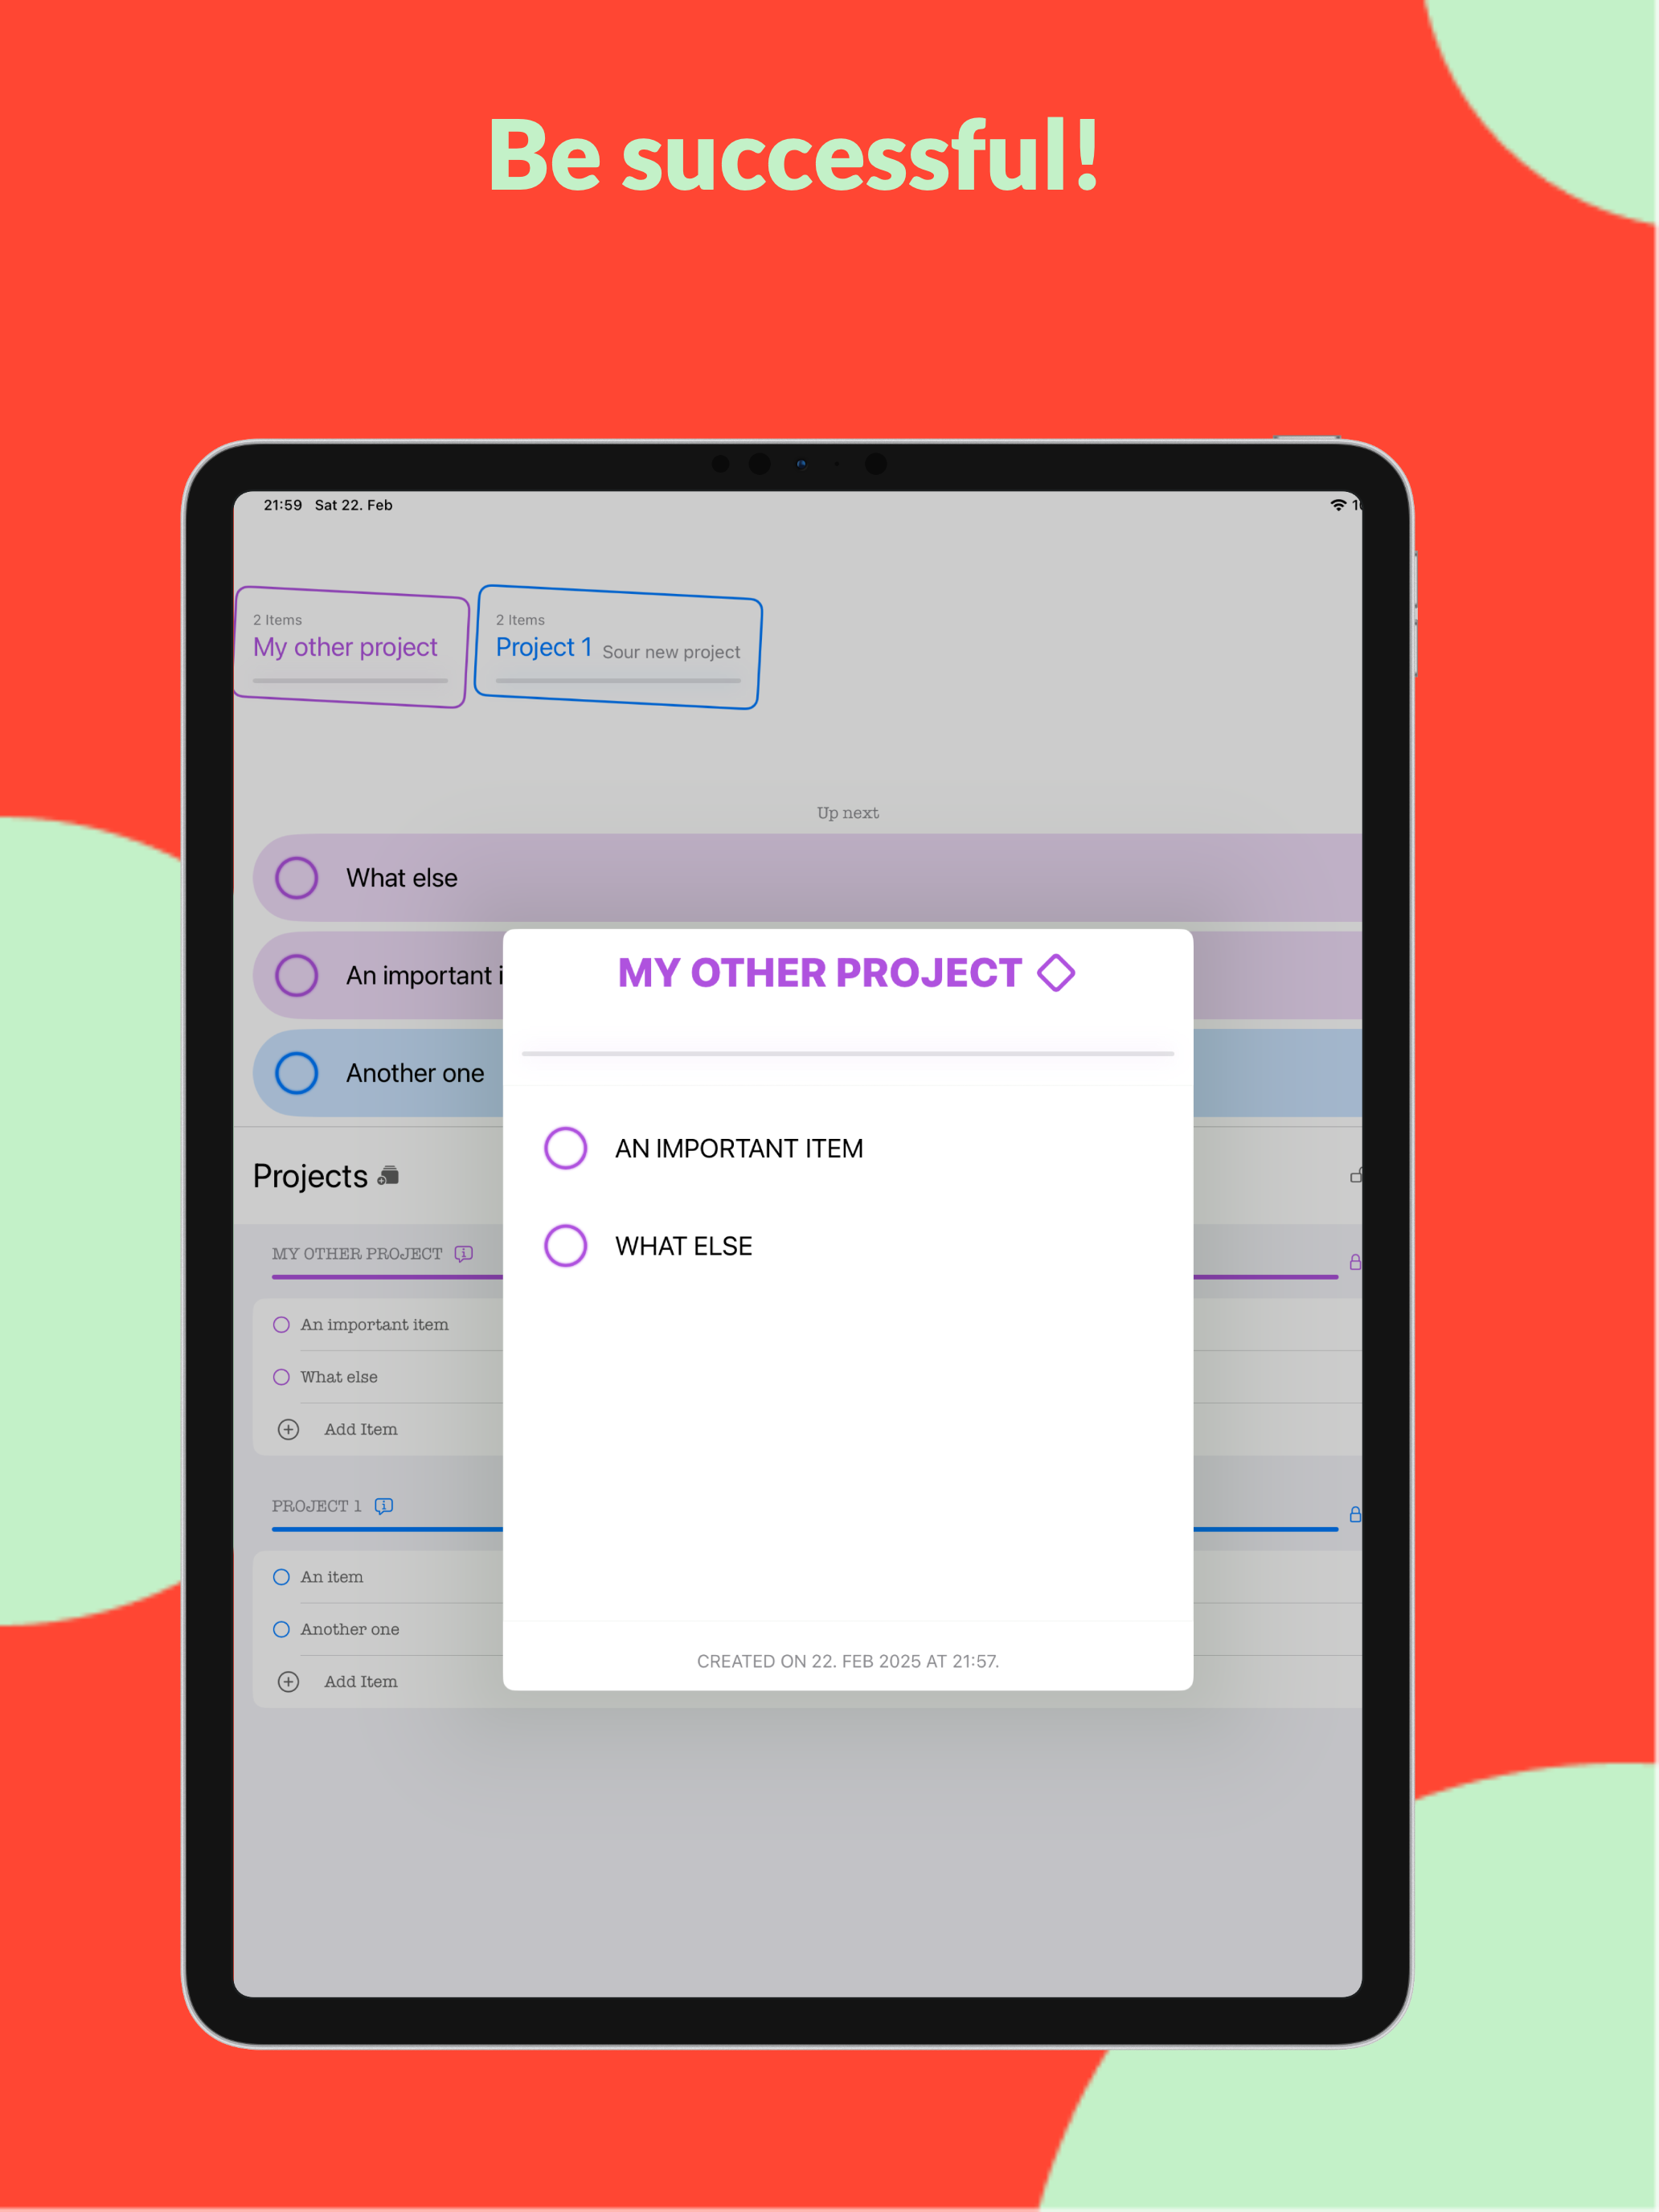 Be successful!
21:59 Sat 22. Feb
2 Items
My other project
2 Items
Project 1 Sour new project
Up next
What else
An important
Another one
MY OTHER PROJECT
AN IMPORTANT ITEM
WHAT ELSE
CREATED ON 22. FEB 2025 AT 21:57.
Projects
MY OTHER PROJECT
An important item
What else
Add Item
PROJECT 1
An item
Another one
Add Item